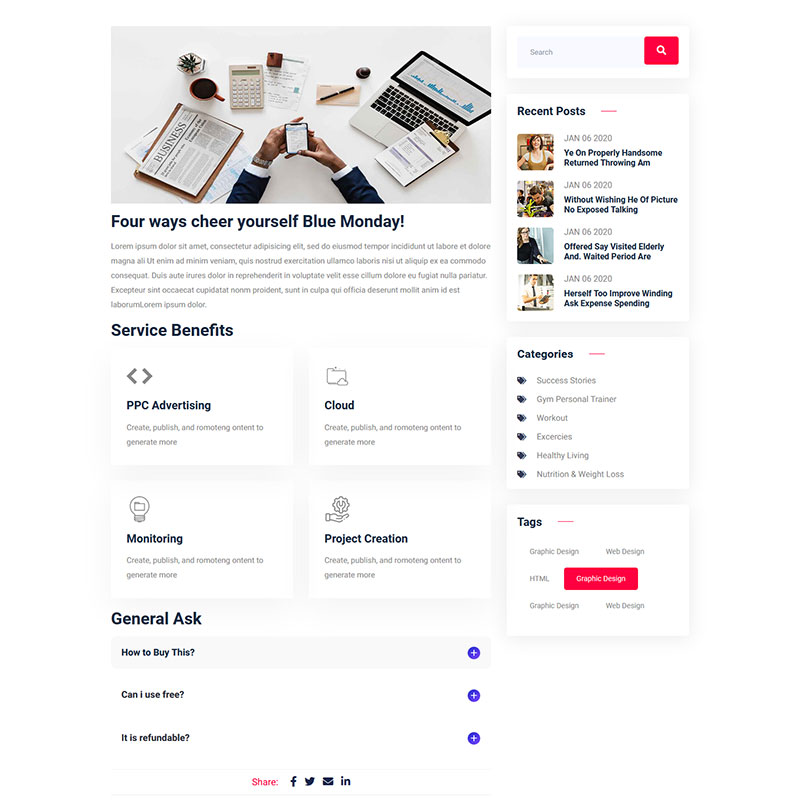 BUSINESS
Four ways cheer yourself Blue Monday!
Lorem ipsum dolor sit amet, consectetur adipisicing elit, sed do eiusmod tempor incididunt ut labore et dolore
magna ali Ut enim ad minim veniam, quis nostrud exercitation ullamco laboris nisi ut aliquip ex ea commodo
consequat. Duis aute irures dolor in reprehenderit in voluptate velit esse cillum dolore eu fugiat nulla pariatur.
Excepteur sint occaecat cupidatat nonm proident, sunt in culpa qui officia deserunt mollit anim id est
laborumLorem ipsum dolor.
Service Benefits
PPC Advertising
Create, publish, and romoteng ontent to
generate more
Cloud
Create, publish, and romoteng ontent to
generate more
Monitoring
Create, publish, and romoteng ontent to
generate more
Project Creation
Create, publish, and romoteng ontent to
generate more
General Ask
How to Buy This?
Can i use free?
It is refundable?
Share:
Search
Recent Posts
JAN 06 2020
Ye On Properly Handsome
Returned Throwing Am
JAN 06 2020
Without Wishing He Of Picture
No Exposed Talking
JAN 06 2020
Offered Say Visited Elderly
And. Waited Period Are
JAN 06 2020
Herself Too Improve Winding
Ask Expense Spending
Categories
Success Stories
Gym Personal Trainer
Workout
Excercies
Healthy Living
Nutrition & Weight Loss
Tags
Graphic Design Web Design
HTML Graphic Design
Graphic Design Web Design